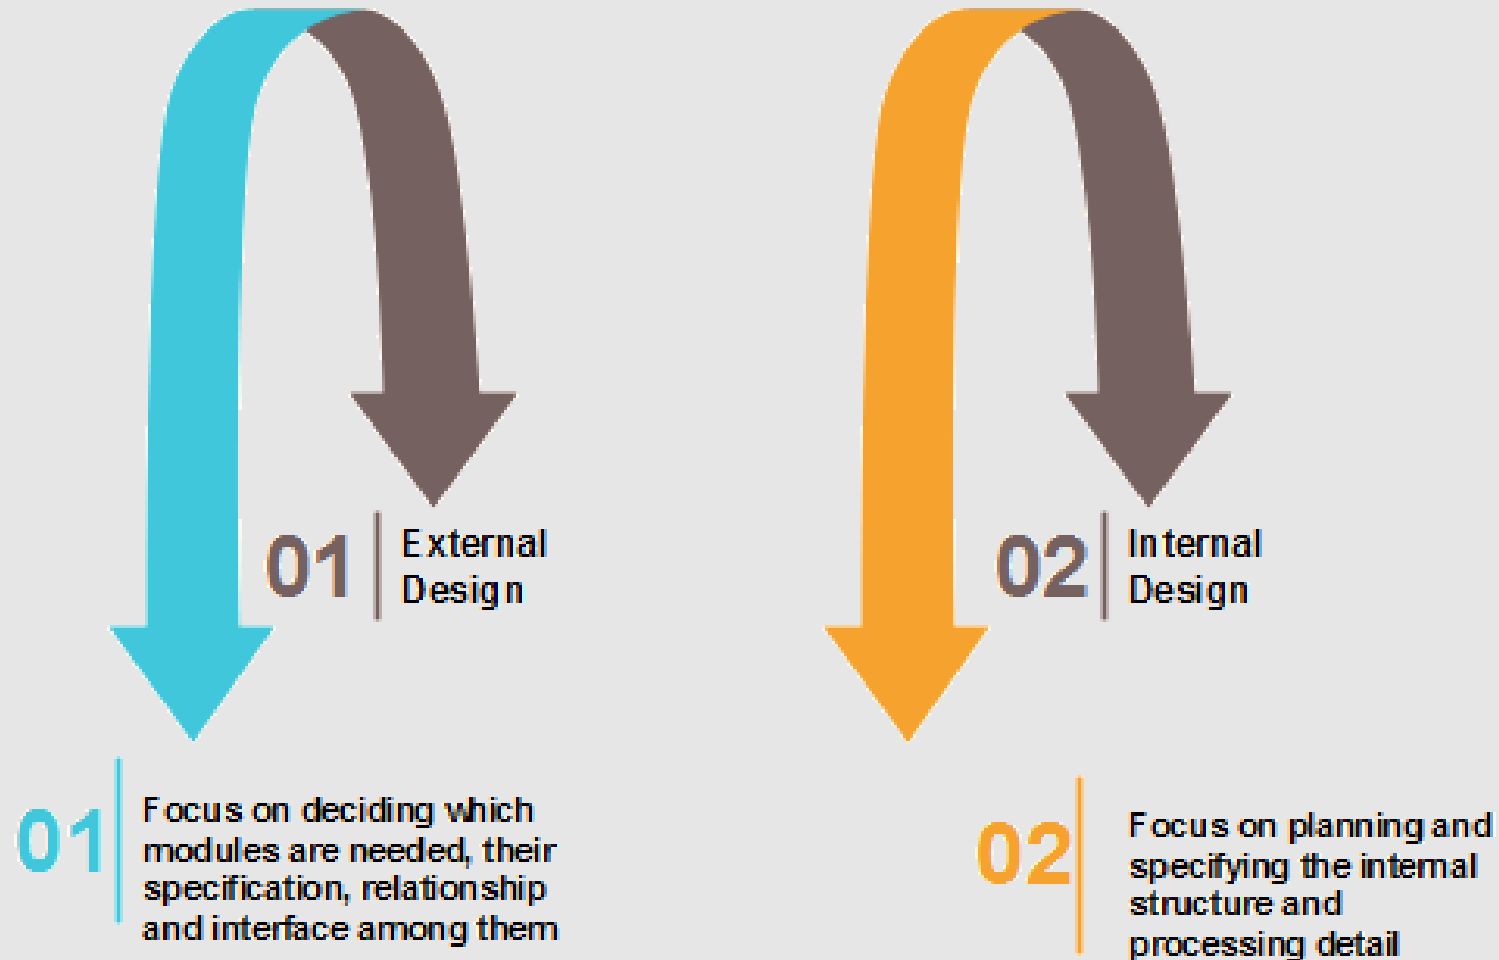 01
External
Design
02
Internal
Design
01
Focus on deciding which
modules are needed, their
specification, relationship
and interface among them
02
Focus on planning and
specifying the internal
structure and
processing detail